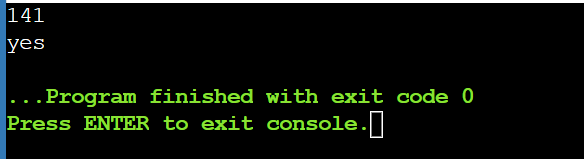 141
yes
...Program finished with exit code 0
Press ENTER to exit console.